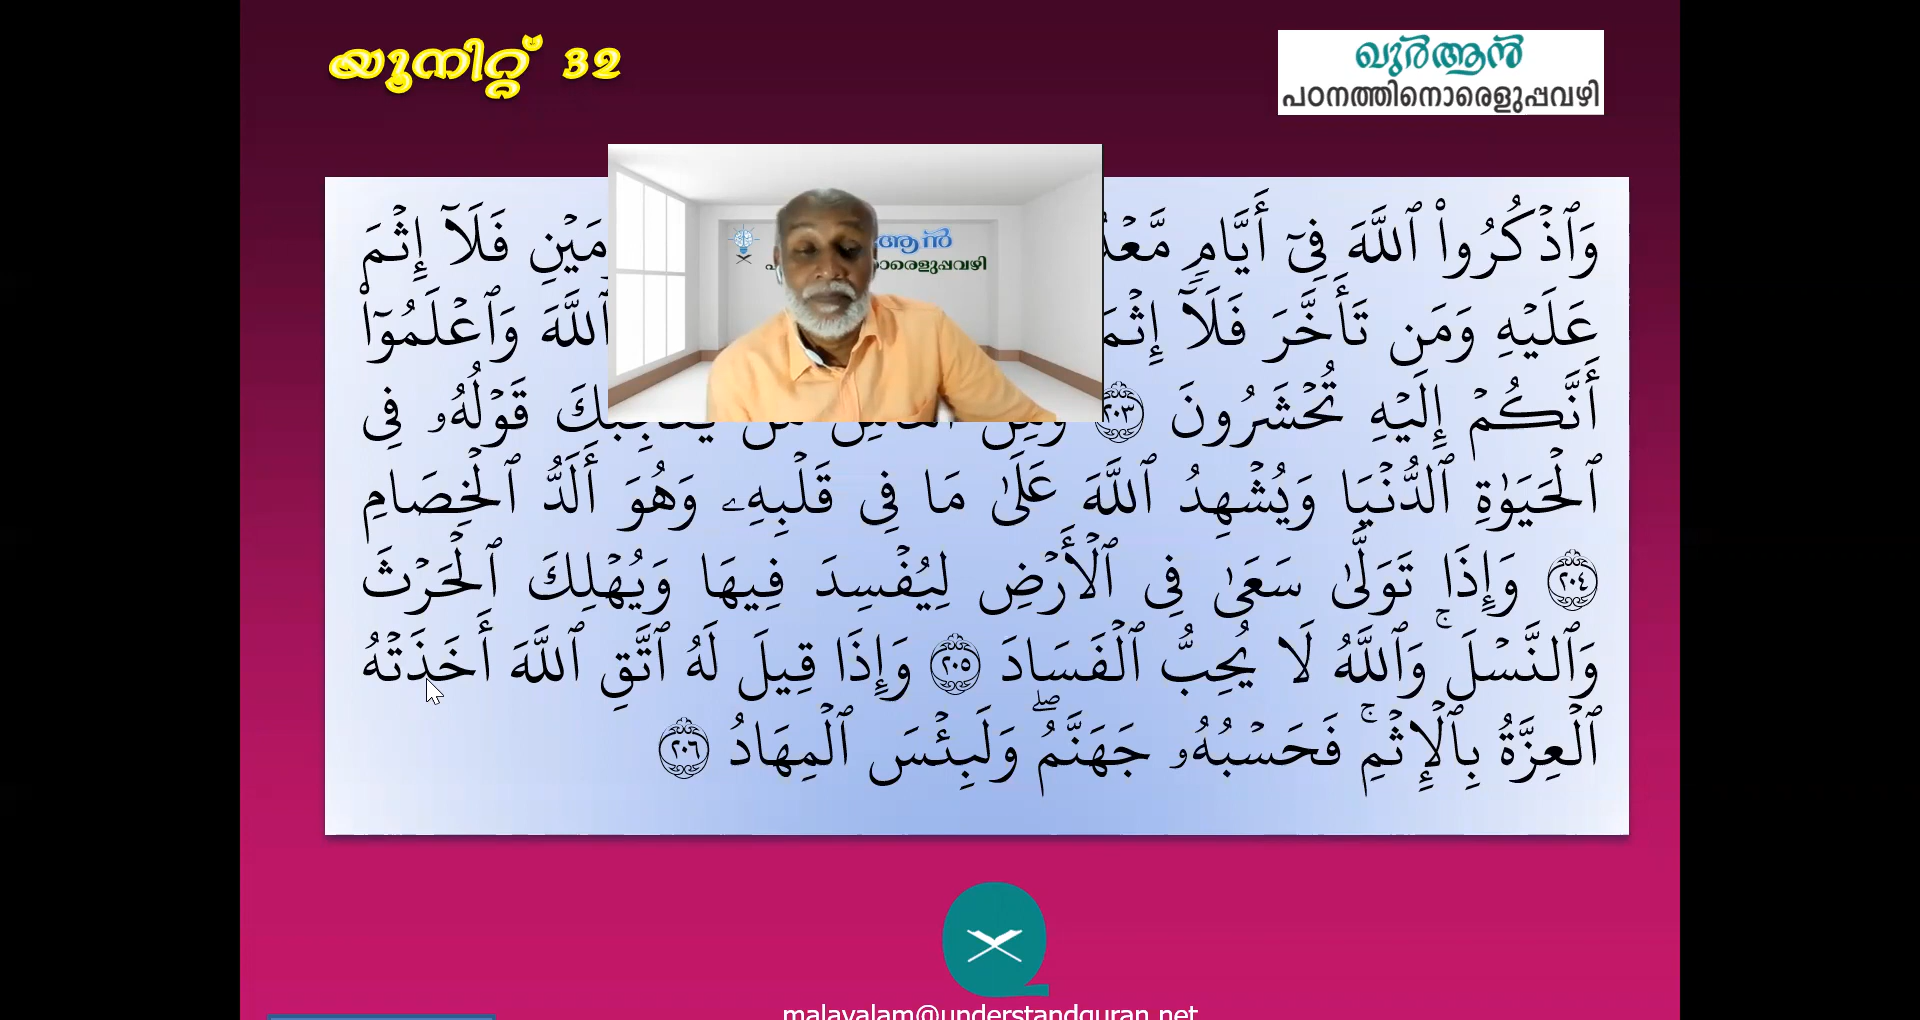 യൂനിറ്റ് 32
ഖുർആൻ
പഠനത്തിനൊരെളുപ്പവഴി
وَٱذْكُرُوا۟ ٱللَّهَ فِىٓ أَيَّامٍ مَّعْدُ مَيْنِ فَلَآ إِثْمَ
عَلَيْهِ وَمَن تَأَخَّرَ فَلَآ إِثْمَ ٱللَّهَ وَٱعْلَمُوٓا۟
أَنَّكُمْ إِلَيْهِ تُحْشَرُونَ ٢٠٣ قَوْلُهُۥ فِى
ٱلْحَيَوٰةِ ٱلدُّنْيَا وَيُشْهِدُ ٱللَّهَ عَلَىٰ مَا فِى قَلْبِهِۦ وَهُوَ أَلَدُّ ٱلْخِصَامِ
٢٠٤ وَإِذَا تَوَلَّىٰ سَعَىٰ فِى ٱلْأَرْضِ لِيُفْسِدَ فِيهَا وَيُهْلِكَ ٱلْحَرْثَ
وَٱلنَّسْلَ ۗ وَٱللَّهُ لَا يُحِبُّ ٱلْفَسَادَ ٢٠٥ وَإِذَا قِيلَ لَهُ ٱتَّقِ ٱللَّهَ أَخَذَتْهُ
ٱلْعِزَّةُ بِٱلْإِثْمِ ۚ فَحَسْبُهُۥ جَهَنَّمُ ۖ وَلَبِئْسَ ٱلْمِهَادُ ٢٠٦
malayalam@understandquran.net